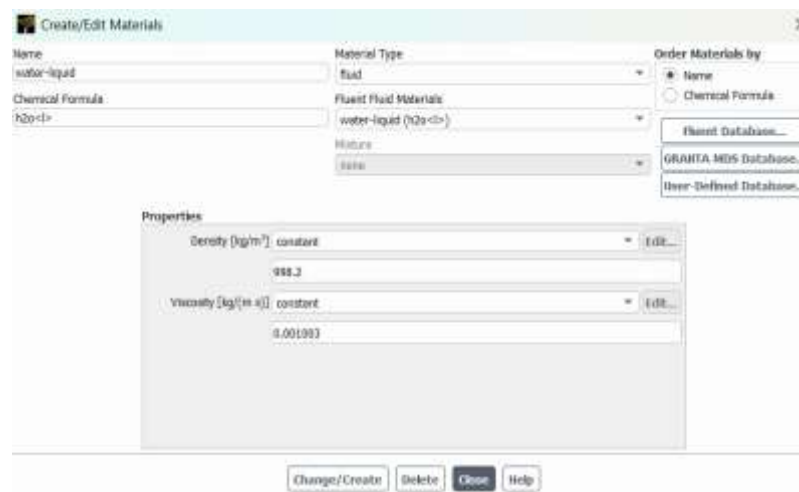 Create/Edit Materials
Name
water-liquid
Chemical Formula
h2o<l>
Material Type
fluid
Fluent Fluid Materials
water-liquid (h2o<l>)
Mixture
none
Order Materials by
Name
Chemical Formula
Fluent Database...
GRANTA MDS Database...
User-Defined Database...
Properties
Density [kg/m³] constant Edit...
998.2
Viscosity [kg/(m s)] constant Edit...
0.001003
Change/Create Delete Close Help